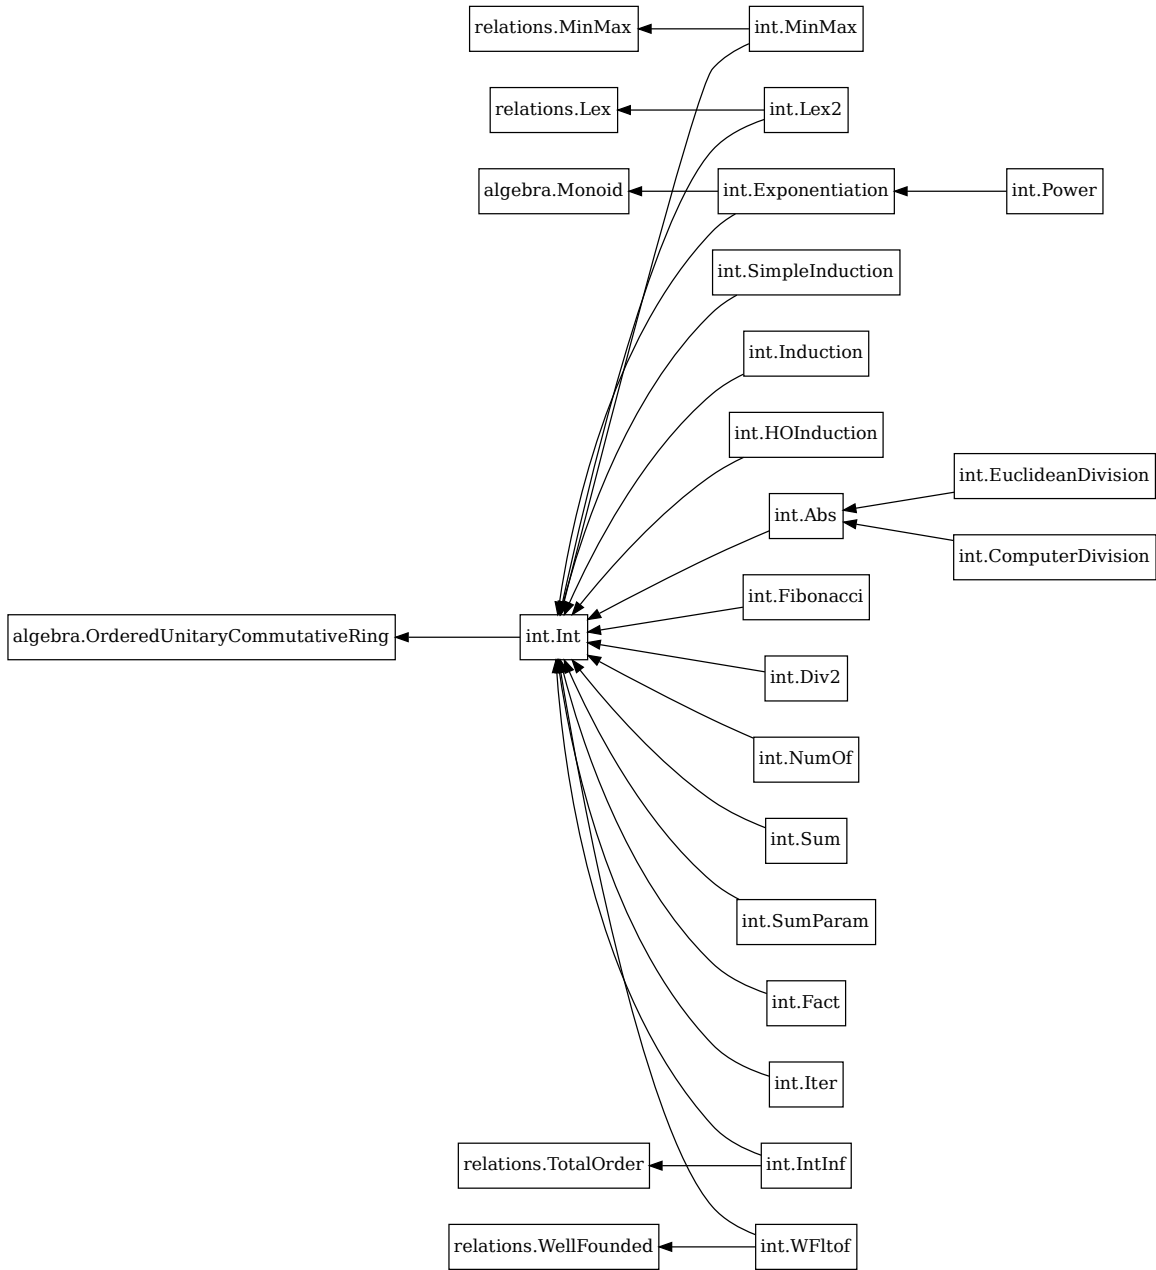 relations.MinMax
int.MinMax
relations.Lex
int.Lex2
algebra.Monoid
int.Exponentiation
int.Power
int.SimpleInduction
int.Induction
int.HOInduction
int.EuclideanDivision
int.Abs
int.ComputerDivision
int.Fibonacci
algebra.OrderedUnitaryCommutativeRing
int.Int
int.Div2
int.NumOf
int.Sum
int.SumParam
int.Fact
int.Iter
relations.TotalOrder
int.IntInf
relations.WellFounded
int.WFltof